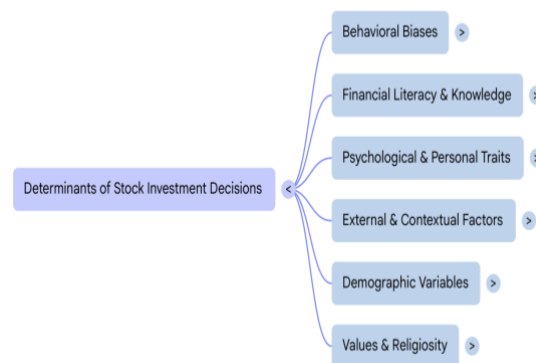 Behavioral Biases >
Financial Literacy & Knowledge >
Psychological & Personal Traits >
Determinants of Stock Investment Decisions <
External & Contextual Factors >
Demographic Variables >
Values & Religiosity >